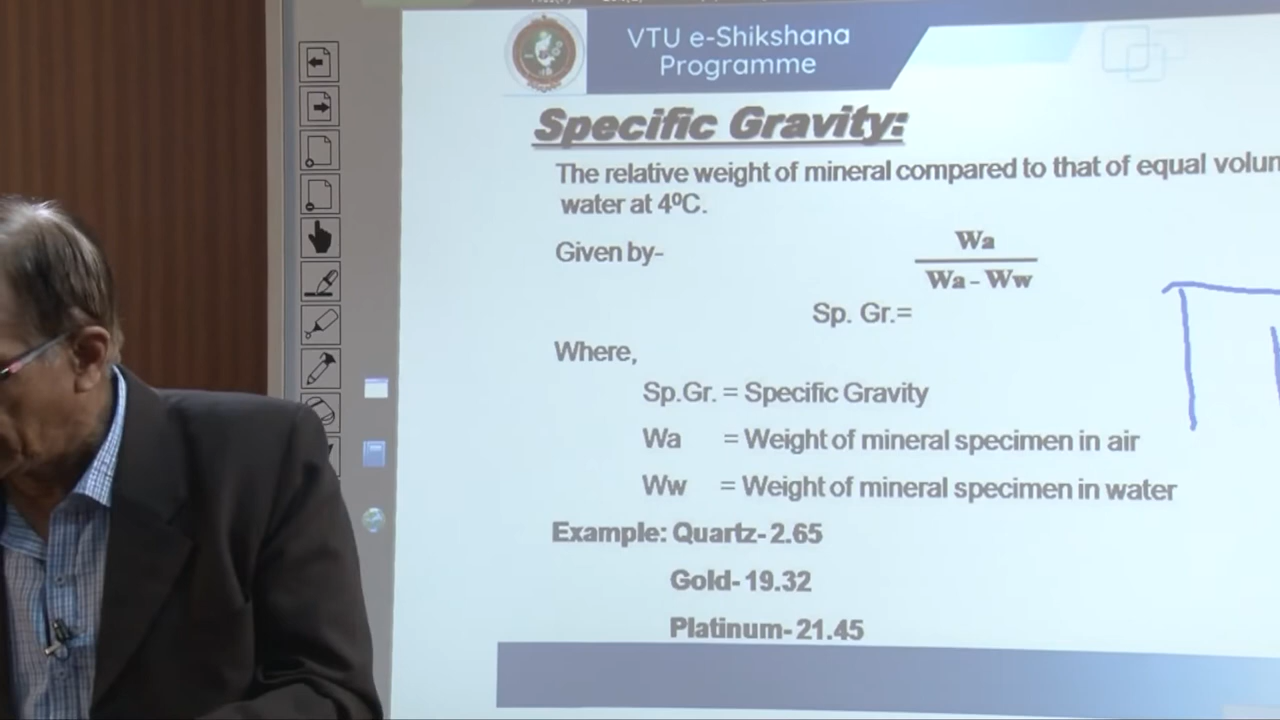 VTU e-Shikshana
Programme
Specific Gravity:
The relative weight of mineral compared to that of equal
water at 4⁰C.
Given by-
Wa
Wa - Ww
Sp. Gr.=
Where,
Sp.Gr. = Specific Gravity
Wa = Weight of mineral specimen in air
Ww = Weight of mineral specimen in water
Example: Quartz- 2.65
Gold- 19.32
Platinum- 21.45